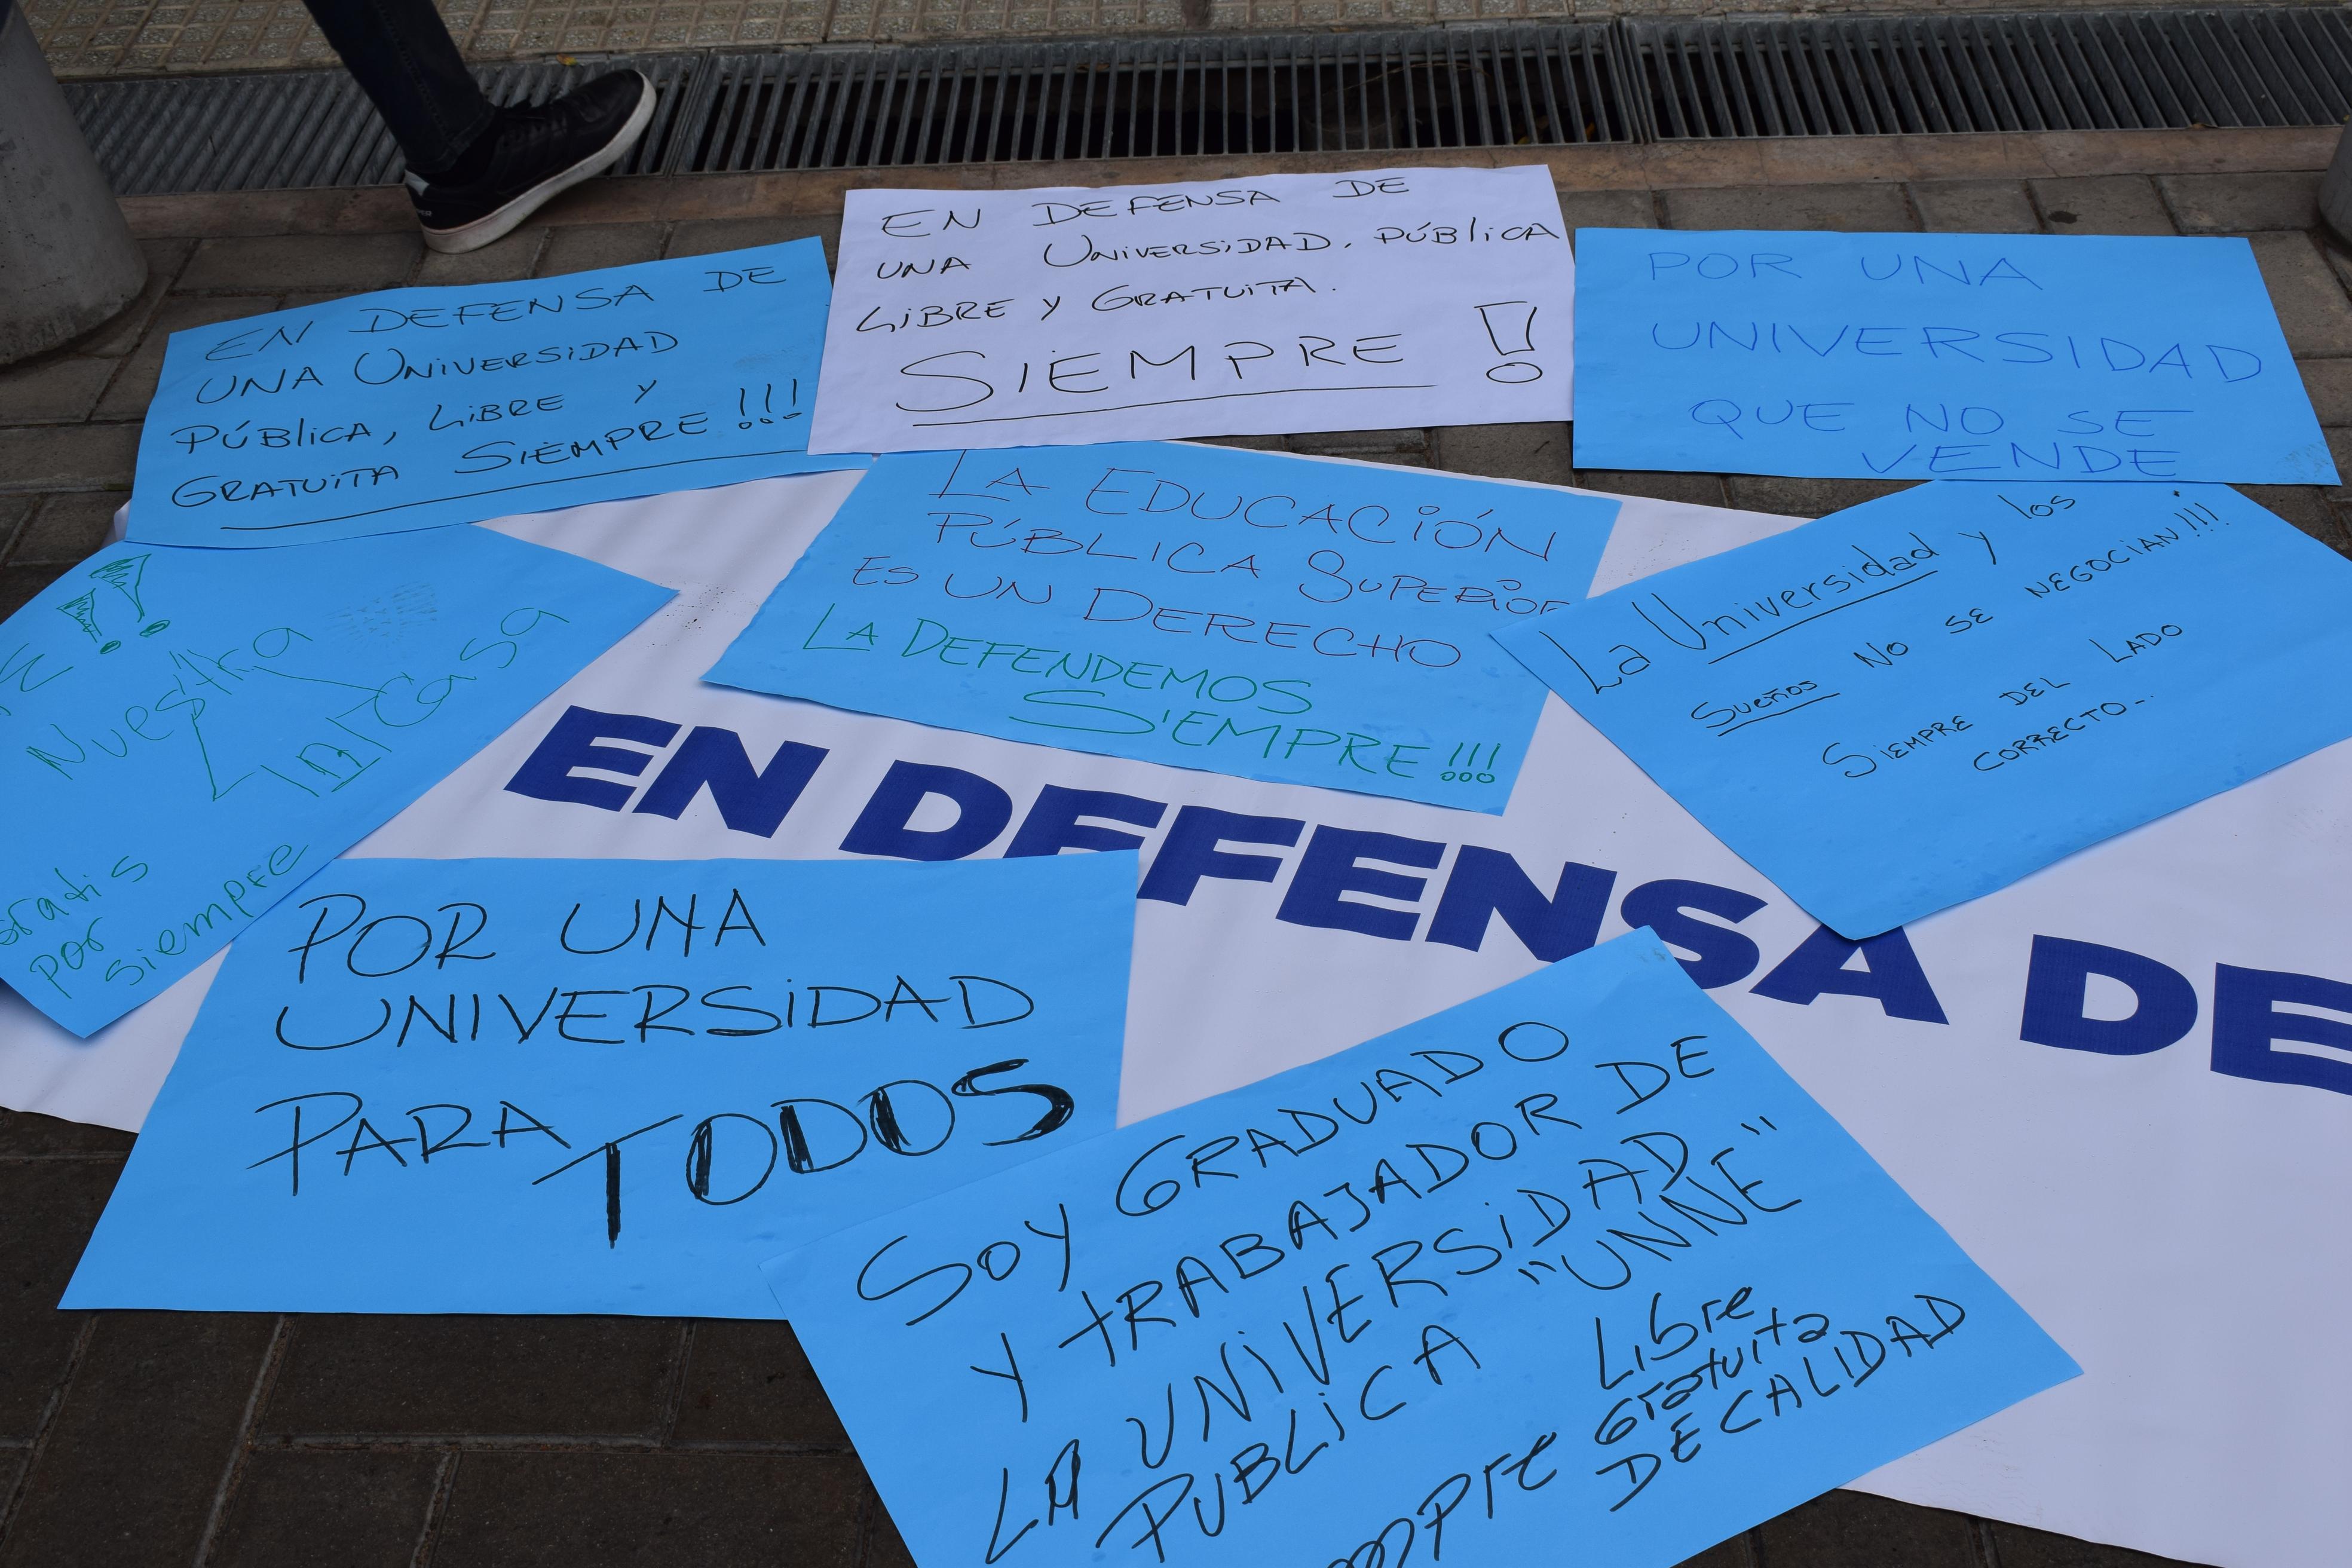 EN DEFENSA DE
UNA UNIVERSIDAD
PÚBLICA, LIBRE Y
GRATUITA SIEMPRE!!!
EN DEFENSA DE
UNA UNIVERSIDAD. PÚBLICA
LIBRE Y GRATUITA.
SIEMPRE!
POR UNA
UNIVERSIDAD
QUE NO SE
VENDE
Nuestra
Casa
Gratis
por
siempre
LA EDUCACIÓN
PÚBLICA SUPERIOR
ES UN DERECHO
LA DEFENDEMOS
SIEMPRE!!!
La Universidad y los
Sueños NO SE NEGOCIAN!!!
SIEMPRE DEL LADO
CORRECTO...
EN DEFENSA DE
POR UNA
UNIVERSIDAD
PARA TODOS
SOY GRADUADO
Y TRABAJADOR DE
LA UNIVERSIDAD
PUBLICA "UNNE"
Libre
Gratuita
DE CALIDAD